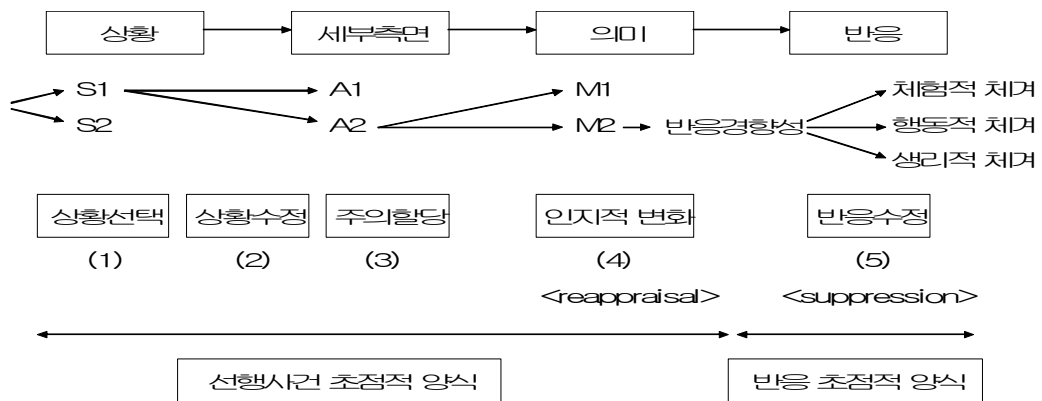 상황 세부측면 의미 반응
S1 A1 M1 체험적 체계
S2 A2 M2 반응경향성 행동적 체계
생리적 체계
상황선택 상황수정 주의할당 인지적 변화 반응수정
(1) (2) (3) (4) (5)
<reappraisal> <suppression>
선행사건 초점적 양식 반응 초점적 양식